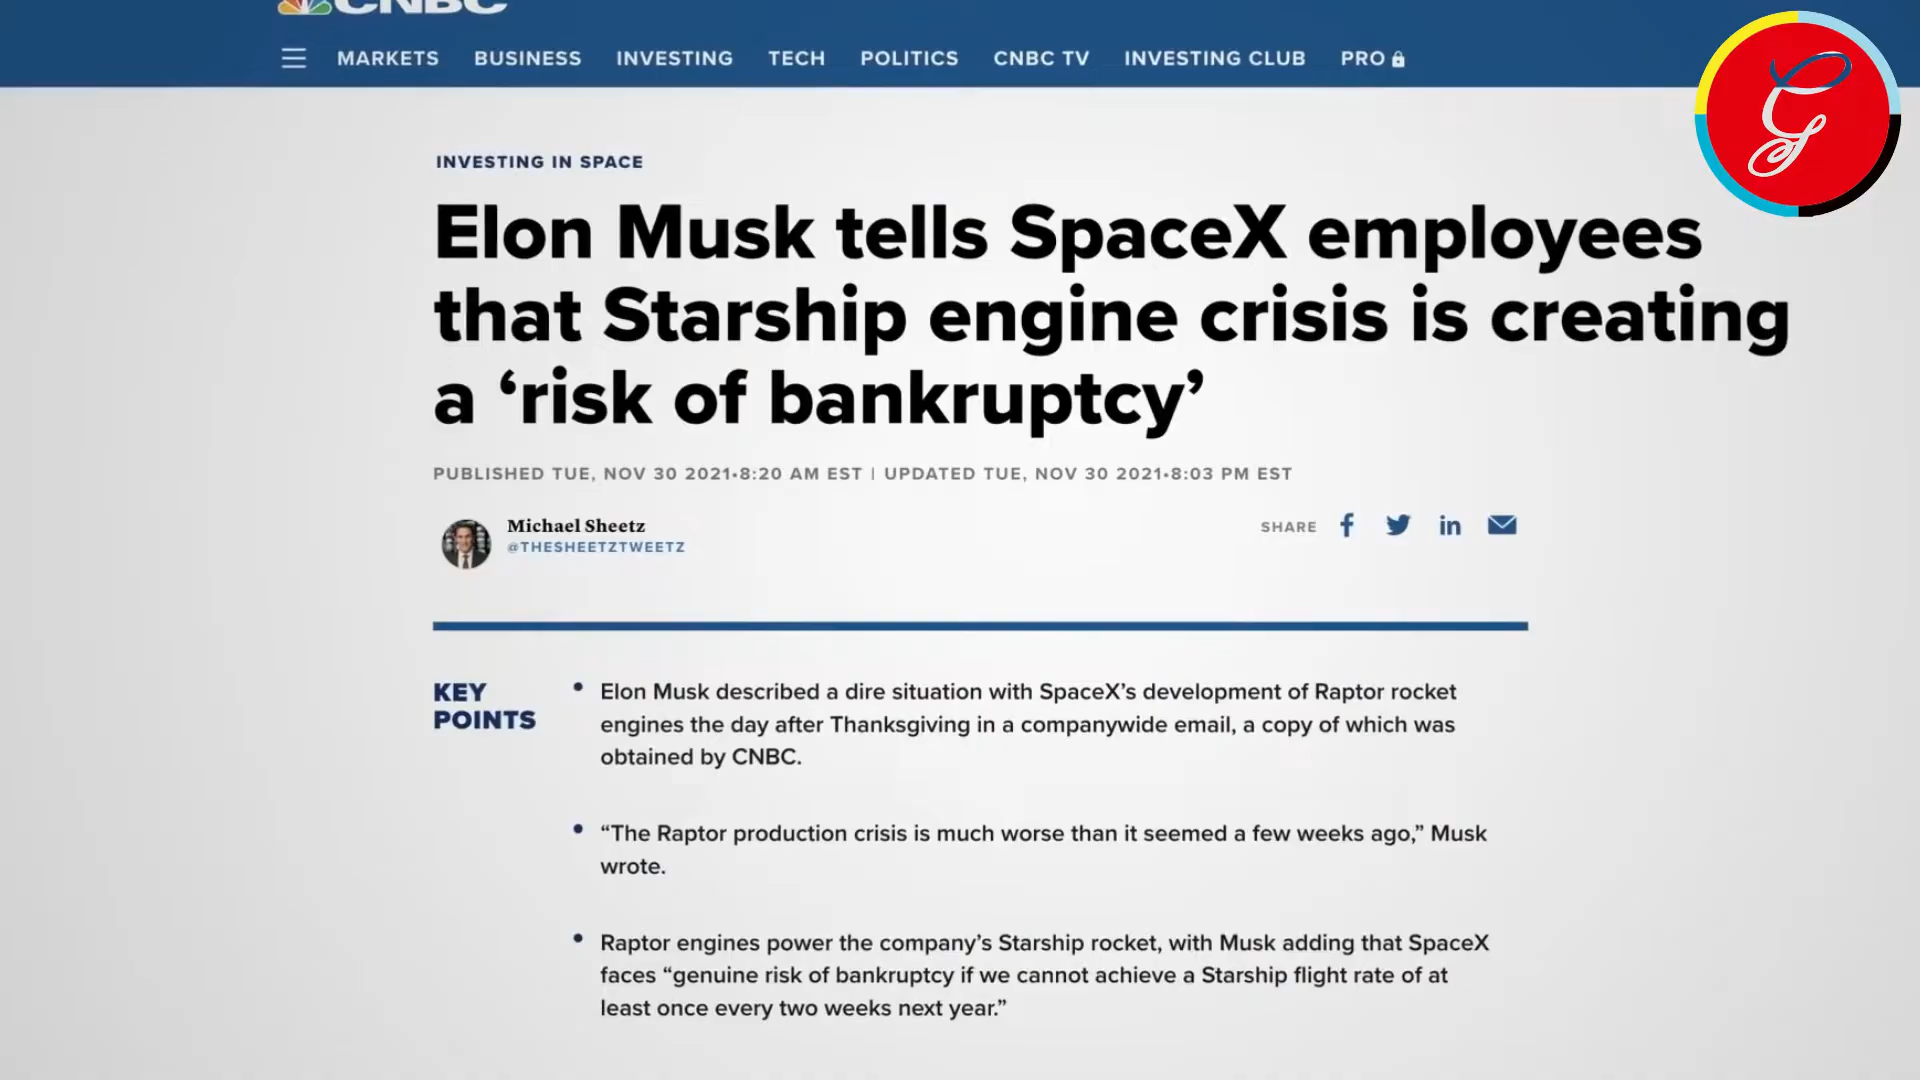 CNBC
MARKETS BUSINESS INVESTING TECH POLITICS CNBC TV INVESTING CLUB PRO
INVESTING IN SPACE
Elon Musk tells SpaceX employees
that Starship engine crisis is creating
a ‘risk of bankruptcy’
PUBLISHED TUE, NOV 30 2021•8:20 AM EST | UPDATED TUE, NOV 30 2021•8:03 PM EST
Michael Sheetz
@THESHEETZTWEETZ
SHARE
KEY
POINTS
• Elon Musk described a dire situation with SpaceX’s development of Raptor rocket
engines the day after Thanksgiving in a companywide email, a copy of which was
obtained by CNBC.
• “The Raptor production crisis is much worse than it seemed a few weeks ago,” Musk
wrote.
• Raptor engines power the company’s Starship rocket, with Musk adding that SpaceX
faces “genuine risk of bankruptcy if we cannot achieve a Starship flight rate of at
least once every two weeks next year.”
G